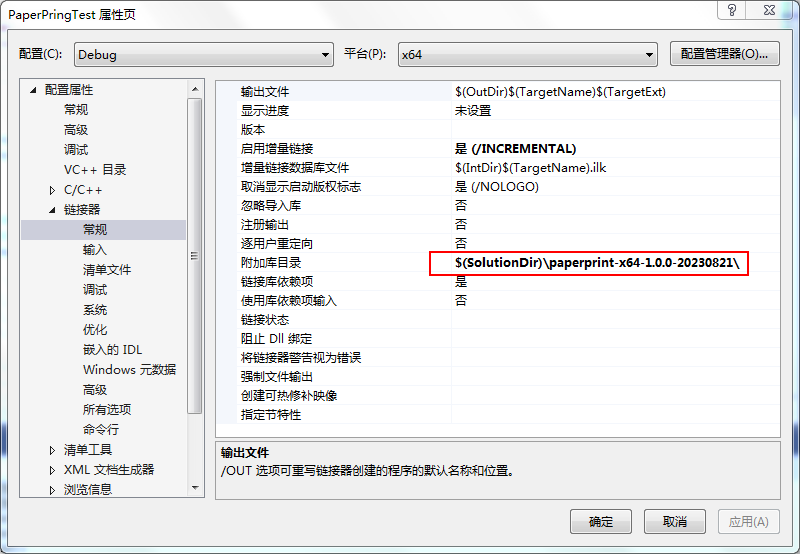 PaperPringTest 属性页
配置(C): Debug 平台(P): x64 配置管理器(O)...
配置属性
常规
高级
调试
VC++ 目录
C/C++
链接器
常规
输入
清单文件
调试
系统
优化
嵌入的 IDL
Windows 元数据
高级
所有选项
命令行
清单工具
XML 文档生成器
浏览信息
输出文件 $(OutDir)$(TargetName)$(TargetExt)
显示进度 未设置
版本
启用增量链接 是 (/INCREMENTAL)
增量链接数据库文件 $(IntDir)$(TargetName).ilk
取消显示启动版权标志 是 (/NOLOGO)
忽略导入库 否
注册输出 否
逐用户重定向 否
附加库目录 $(SolutionDir)\paperprint-x64-1.0.0-20230821\
链接库依赖项 是
使用库依赖项输入 否
链接状态
阻止 Dll 绑定
将链接器警告视为错误
强制文件输出
创建可热修补映像
指定节特性
输出文件
/OUT 选项可重写链接器创建的程序的默认名称和位置。
确定 取消 应用(A)